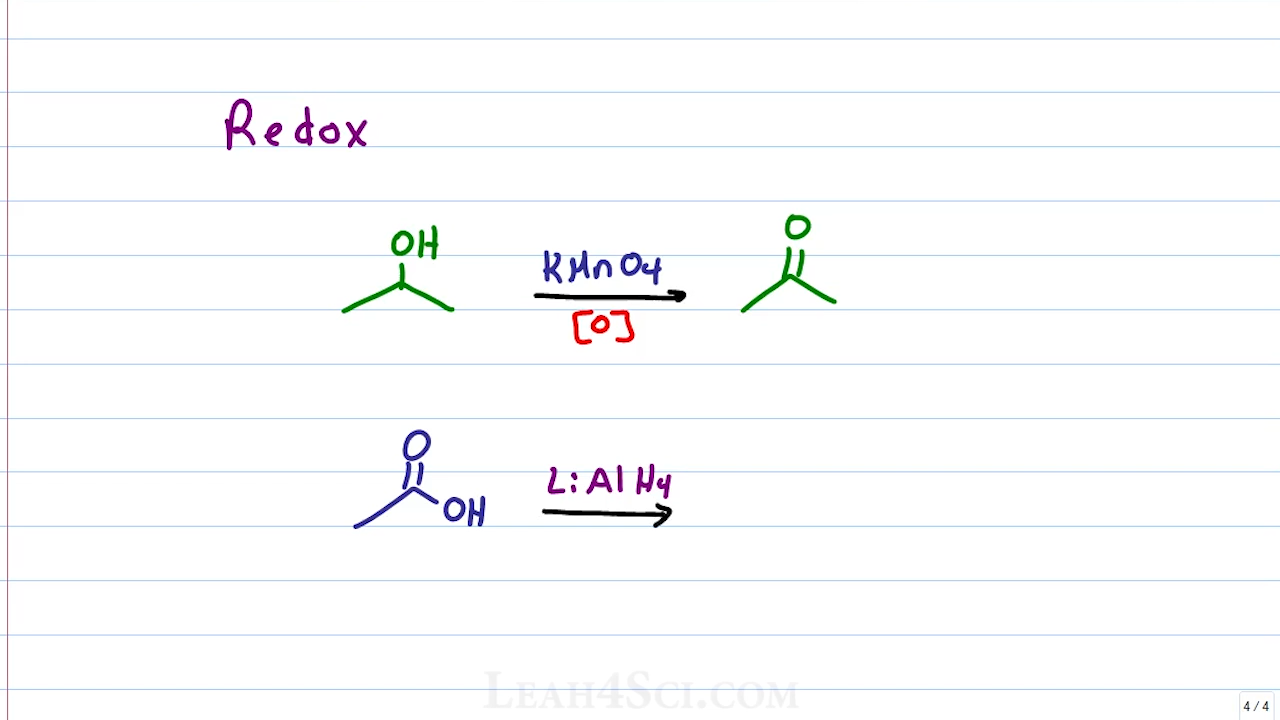 Redox
OH
KMnO4
[O]
O
O
OH
LiAlH4
LEAH4SCI.COM
4 / 4